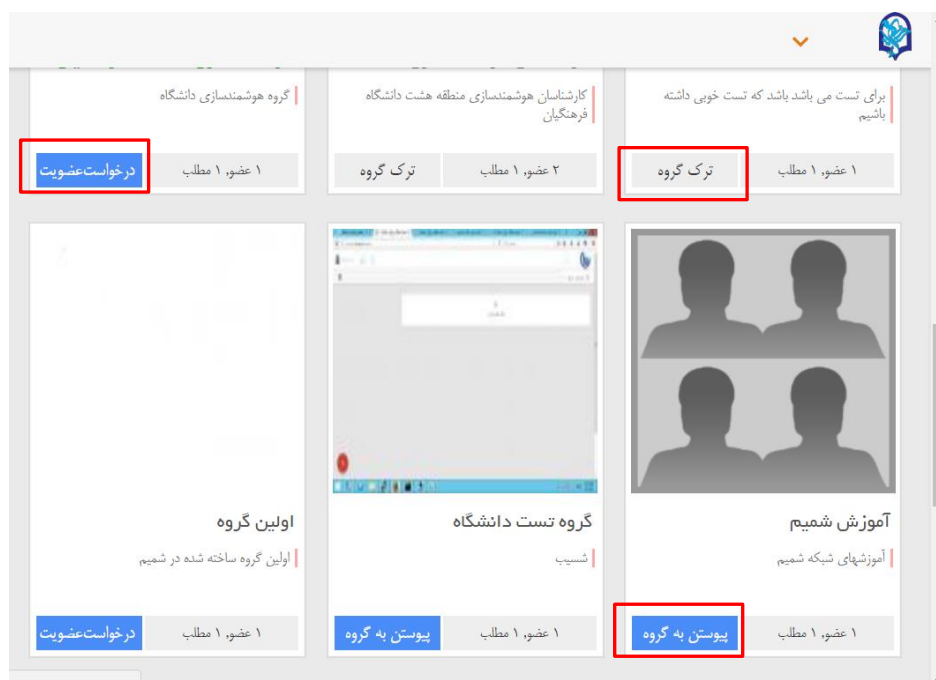 برای تست می باشد باشد که تست خوبی داشته
باشیم
۱ عضو, ۱ مطلب
ترک گروه
کارشناسان هوشمندسازی منطقه هشت دانشگاه
فرهنگیان
۲ عضو, ۱ مطلب
ترک گروه
گروه هوشمندسازی دانشگاه
۱ عضو, ۱ مطلب
درخواست‌عضویت
آموزش شمیم
آموزشهای شبکه شمیم
۱ عضو, ۱ مطلب
پیوستن به گروه
گروه تست دانشگاه
شسیب
۱ عضو, ۱ مطلب
پیوستن به گروه
اولین گروه
اولین گروه ساخته شده در شمیم
۱ عضو, ۱ مطلب
درخواست‌عضویت